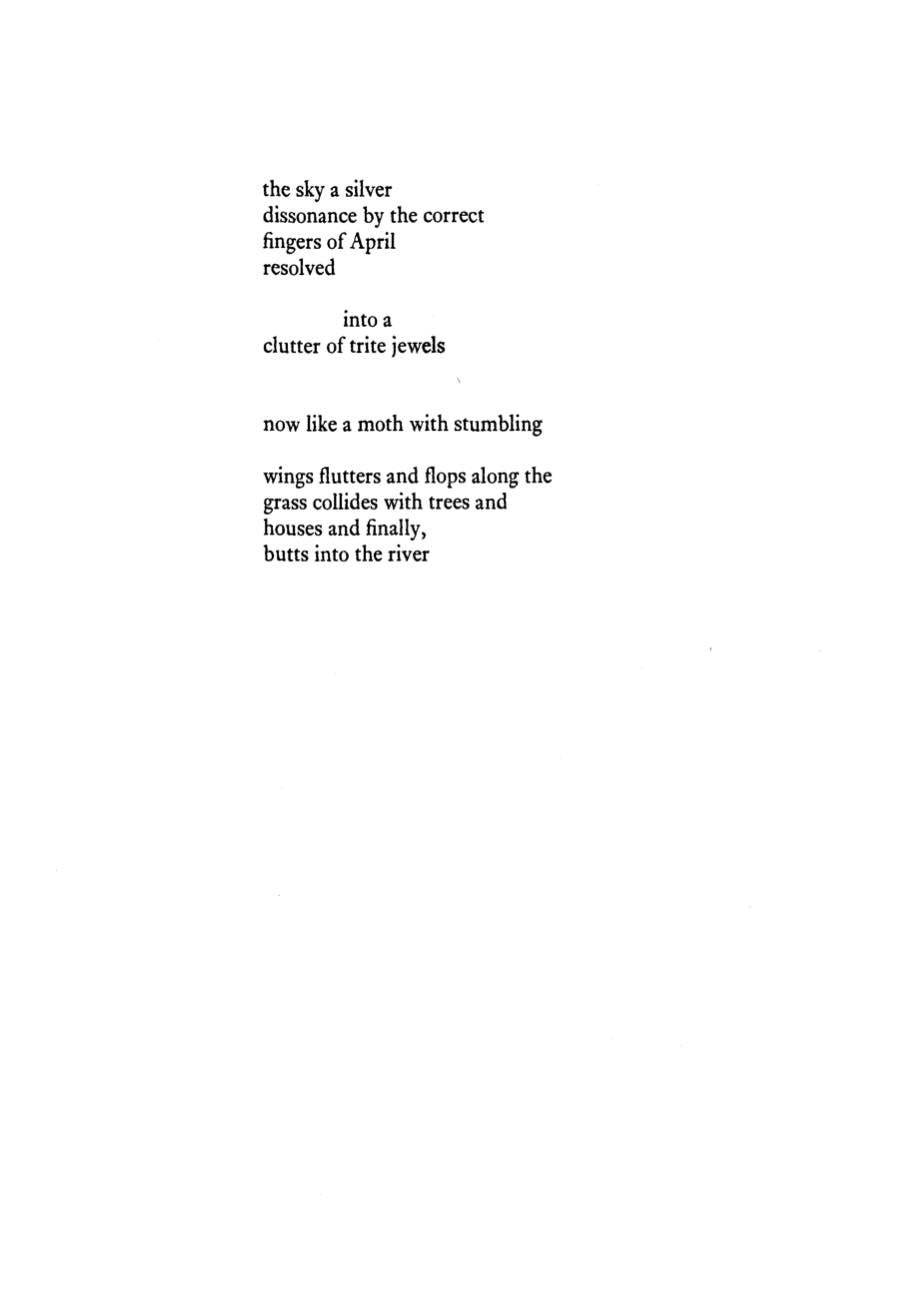 the sky a silver
dissonance by the correct
fingers of April
resolved
into a
clutter of trite jewels
now like a moth with stumbling
wings flutters and flops along the
grass collides with trees and
houses and finally,
butts into the river